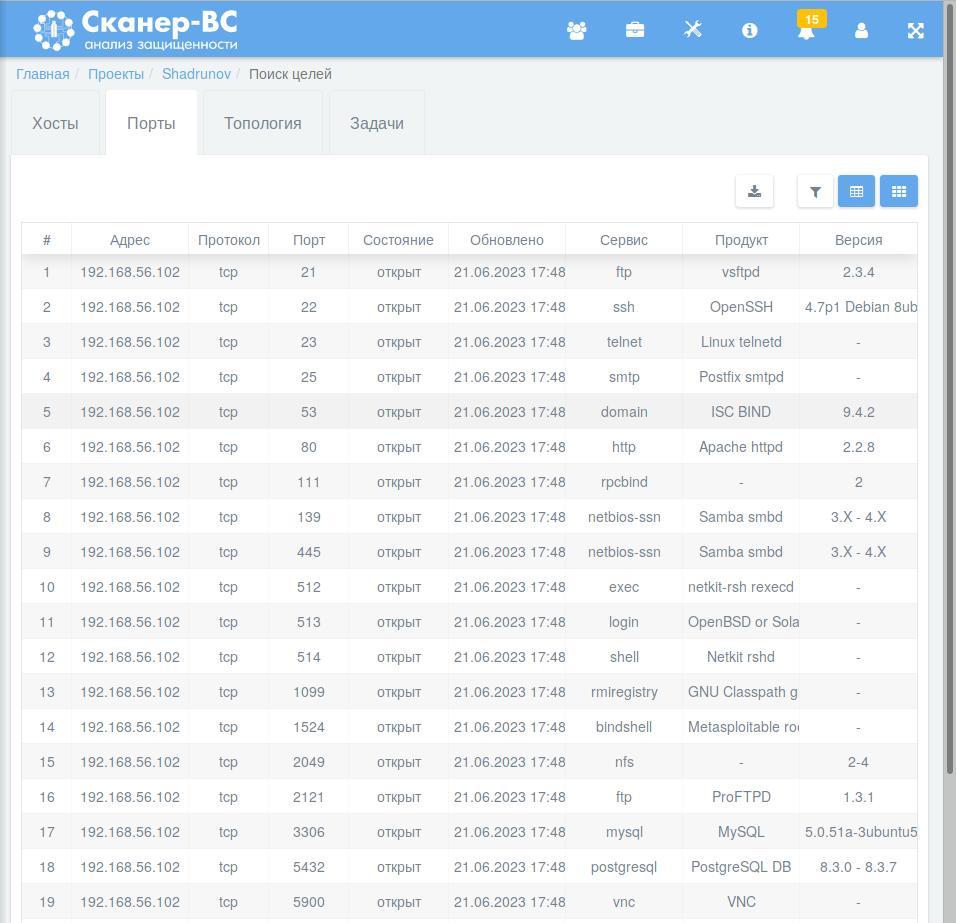 Сканер-ВС
анализ защищенности
15
Главная / Проекты / Shadrunov / Поиск целей
Хосты Порты Топология Задачи
# Адрес Протокол Порт Состояние Обновлено Сервис Продукт Версия
1 192.168.56.102 tcp 21 открыт 21.06.2023 17:48 ftp vsftpd 2.3.4
2 192.168.56.102 tcp 22 открыт 21.06.2023 17:48 ssh OpenSSH 4.7p1 Debian 8ub
3 192.168.56.102 tcp 23 открыт 21.06.2023 17:48 telnet Linux telnetd -
4 192.168.56.102 tcp 25 открыт 21.06.2023 17:48 smtp Postfix smtpd -
5 192.168.56.102 tcp 53 открыт 21.06.2023 17:48 domain ISC BIND 9.4.2
6 192.168.56.102 tcp 80 открыт 21.06.2023 17:48 http Apache httpd 2.2.8
7 192.168.56.102 tcp 111 открыт 21.06.2023 17:48 rpcbind - 2
8 192.168.56.102 tcp 139 открыт 21.06.2023 17:48 netbios-ssn Samba smbd 3.X - 4.X
9 192.168.56.102 tcp 445 открыт 21.06.2023 17:48 netbios-ssn Samba smbd 3.X - 4.X
10 192.168.56.102 tcp 512 открыт 21.06.2023 17:48 exec netkit-rsh rexecd -
11 192.168.56.102 tcp 513 открыт 21.06.2023 17:48 login OpenBSD or Sola -
12 192.168.56.102 tcp 514 открыт 21.06.2023 17:48 shell Netkit rshd -
13 192.168.56.102 tcp 1099 открыт 21.06.2023 17:48 rmiregistry GNU Classpath g -
14 192.168.56.102 tcp 1524 открыт 21.06.2023 17:48 bindshell Metasploitable roo -
15 192.168.56.102 tcp 2049 открыт 21.06.2023 17:48 nfs - 2-4
16 192.168.56.102 tcp 2121 открыт 21.06.2023 17:48 ftp ProFTPD 1.3.1
17 192.168.56.102 tcp 3306 открыт 21.06.2023 17:48 mysql MySQL 5.0.51a-3ubuntu5
18 192.168.56.102 tcp 5432 открыт 21.06.2023 17:48 postgresql PostgreSQL DB 8.3.0 - 8.3.7
19 192.168.56.102 tcp 5900 открыт 21.06.2023 17:48 vnc VNC -